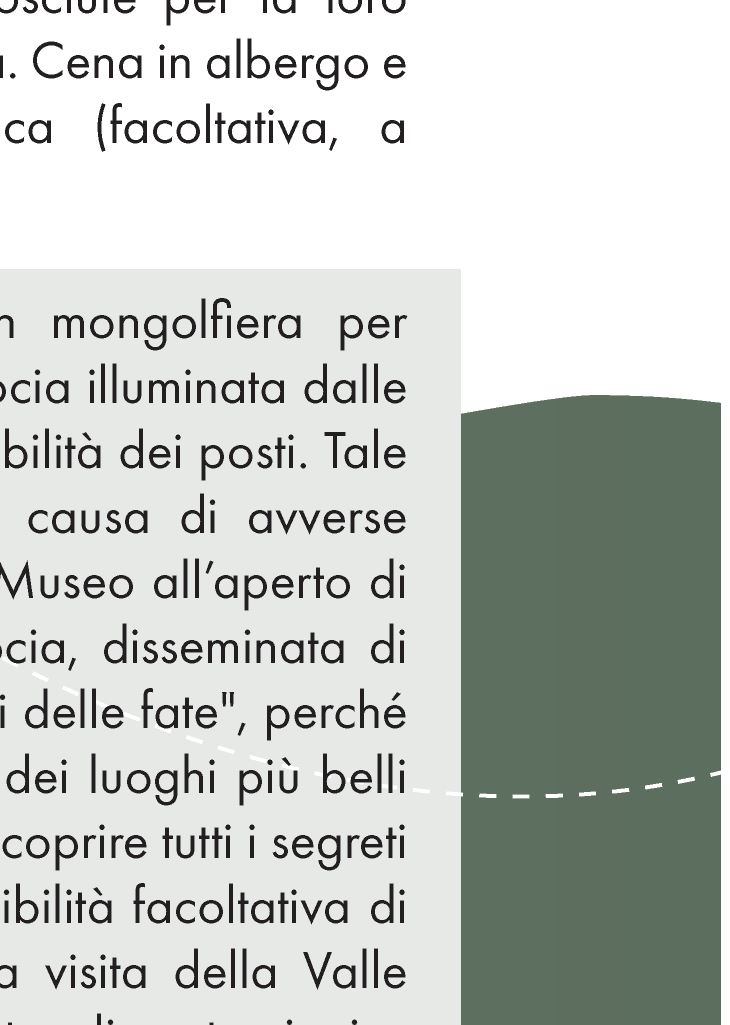 per la loro
. Cena in albergo e
ca (facoltativa, a
mongolfiera per
ocia illuminata dalle
bilità dei posti. Tale
causa di avverse
Museo all’aperto di
ocia, disseminata di
i delle fate", perché
dei luoghi più belli
coprire tutti i segreti
ibilità facoltativa di
a visita della Valle